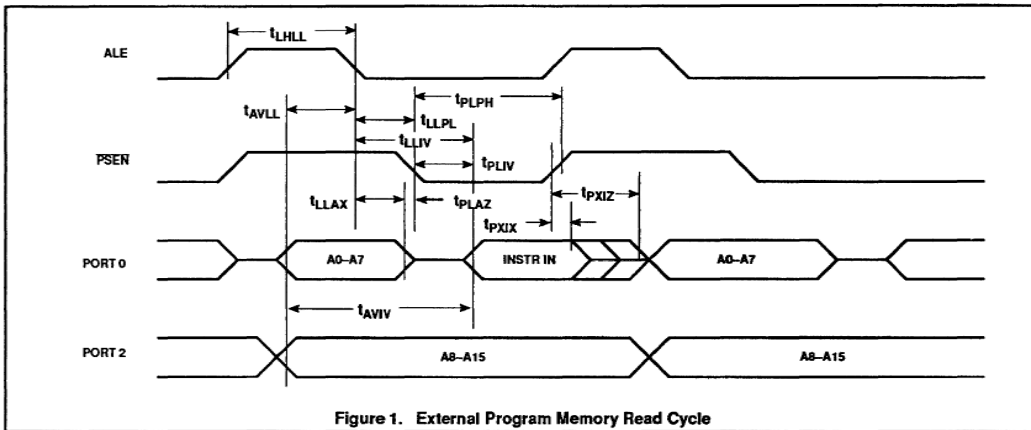 ALE
tLHLL
tAVLL
tPLPH
tLLPL
tLLIV
PSEN
tPLIV
tLLAX
tPLAZ
tPXIZ
tPXIX
PORT 0
A0–A7
INSTR IN
A0–A7
tAVIV
PORT 2
A8–A15
A8–A15
Figure 1. External Program Memory Read Cycle